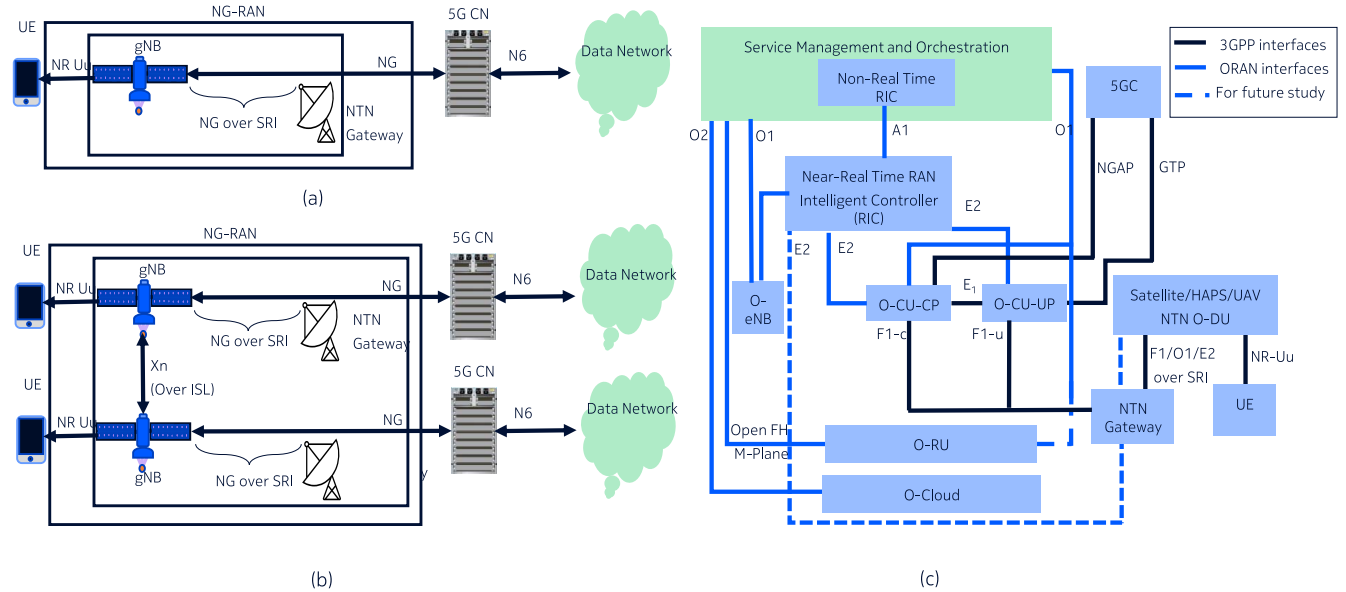 NG-RAN
UE
5G CN
gNB
Data Network
NR Uu
NG
N6
NG over SRI
NTN
Gateway
(a)
NG-RAN
UE
5G CN
gNB
Data Network
NR Uu
NG
N6
NG over SRI
NTN
Gateway
Xn
(Over ISL)
UE
5G CN
Data Network
NR Uu
NG
N6
gNB
NG over SRI
y
(b)
Service Management and Orchestration
Non-Real Time
RIC
3GPP interfaces
ORAN interfaces
For future study
5GC
O2
O1
A1
O1
NGAP
GTP
Near-Real Time RAN
Intelligent Controller
(RIC)
E2
E2
E2
O-
eNB
O-CU-CP
E1
O-CU-UP
Satellite/HAPS/UAV
NTN O-DU
F1-c
F1-u
F1/O1/E2
over SRI
NR-Uu
NTN
Gateway
UE
Open FH
M-Plane
O-RU
O-Cloud
(c)